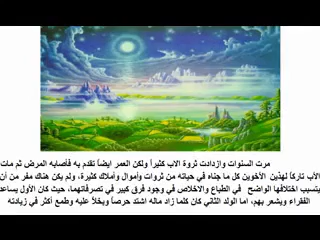 مرت السنوات وازدادت ثروة الاب كثيراً ولكن العمر ايضاً تقدم به فأصابه المرض ثم مات
الأب تاركاً لهذين الأخوين كل ما جناه في حياته من ثروات وأموال وأملاك كثيرة، ولم يكن هناك مفر من أن
يتسبب اختلافها الواضح في الطباع والاخلاص في وجود فرق كبير في تصرفاتهما، حيث كان الأول يساعد
الفقراء ويشعر بهم، اما الولد الثاني كان كلما زاد ماله اشتد حرصاً وبخلاً عليه وطمع أكثر في زيادته